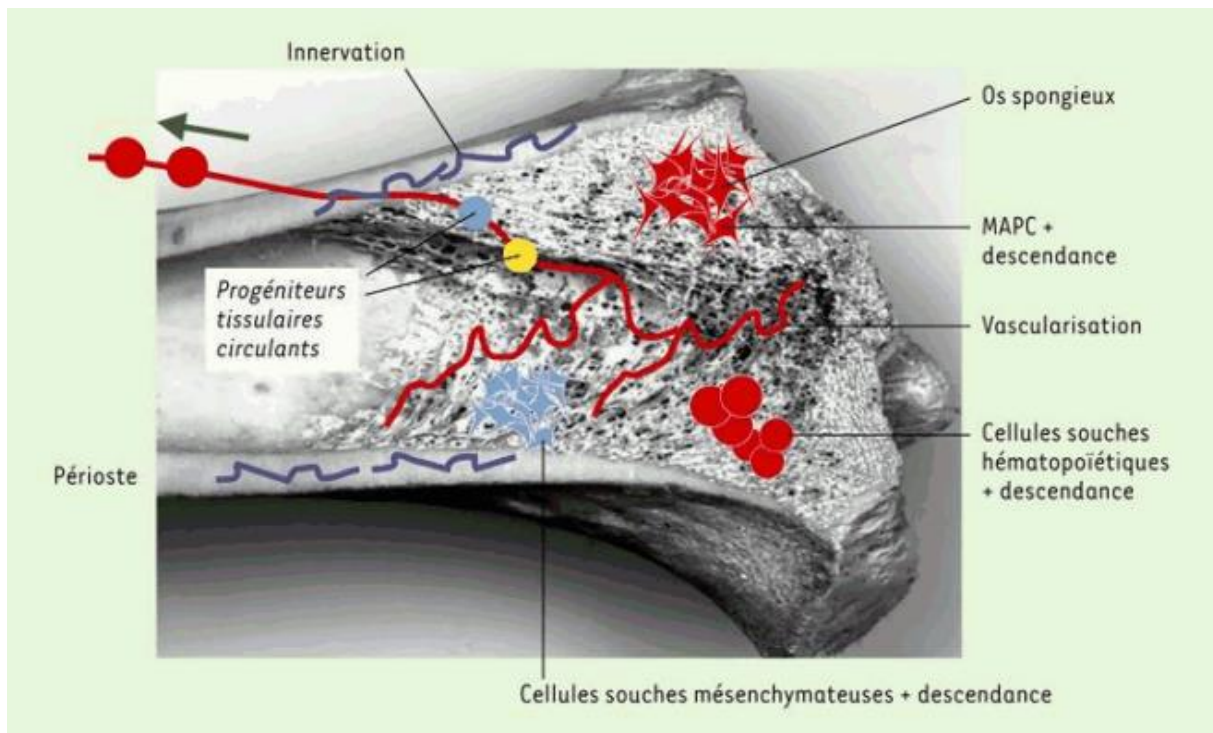 Innervation
Os spongieux
MAPC +
descendance
Progéniteurs
tissulaires
circulants
Vascularisation
Cellules souches
hématopoïétiques
+ descendance
Périoste
Cellules souches mésenchymateuses + descendance